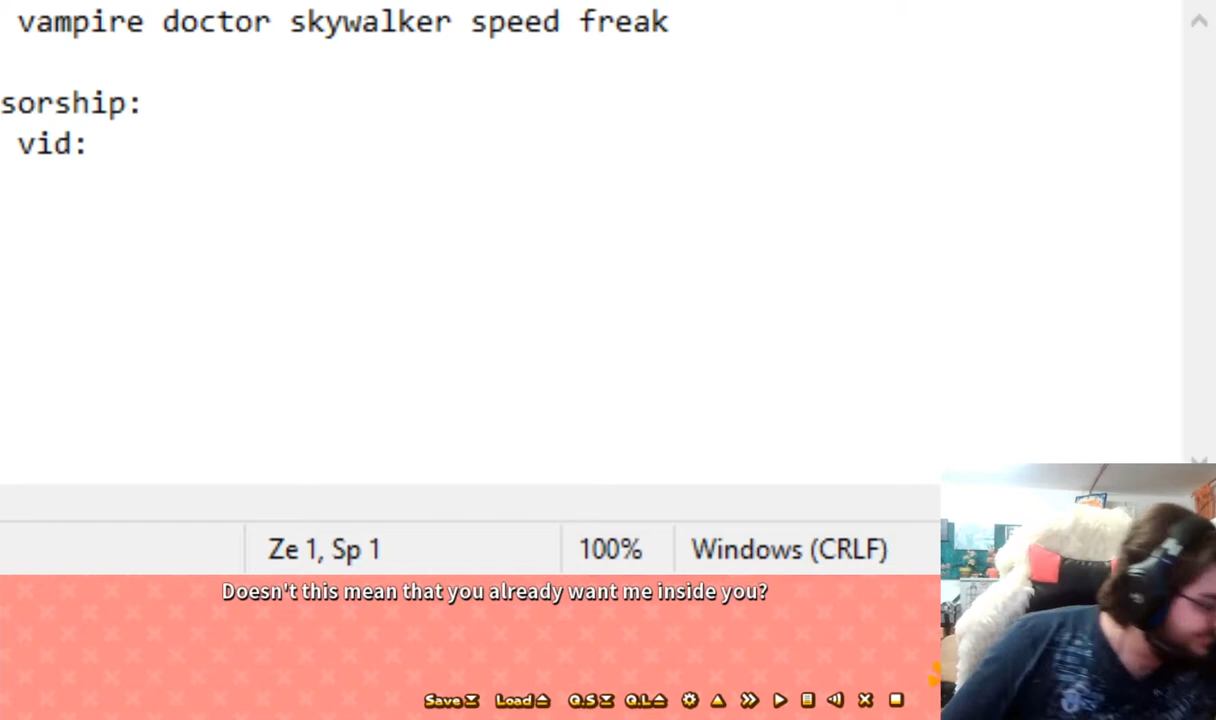 vampire doctor skywalker speed freak
sorship:
vid:
Ze 1, Sp 1
100%
Windows (CRLF)
Doesn't this mean that you already want me inside you?
Save
Load
Q.S
Q.L